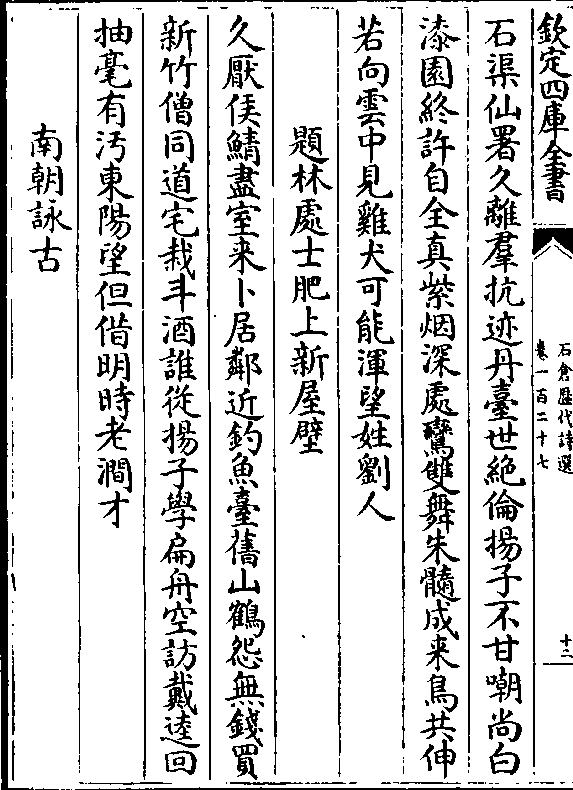 欽定四庫全書
石倉歷代詩選
卷一百二十七
十二
石渠仙署久離羣抗迹丹臺世絶倫揚子不甘嘲尚白
漆園終許自全真紫烟深處鸞雙舞朱髓成来鳥共伸
若向雲中見雞犬可能渾望姓劉人
題林處士肥上新屋壁
久厭侯鯖盡室来卜居鄰近釣魚臺舊山鶴怨無錢買
新竹僧同道宅栽斗酒誰從揚子學扁舟空訪戴逵回
抽毫有汚東陽望但偕明時老澗才
南朝詠古